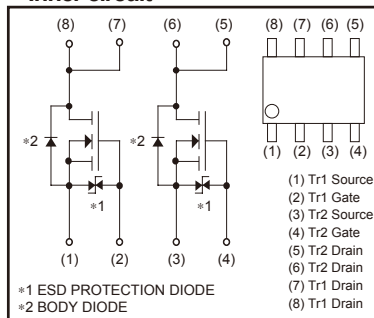 Inner circuit
(8) (7) (6) (5)
(8) (7) (6) (5)
*2 *2
*1 *1
(1) (2) (3) (4)
(1) (2) (3) (4)
(1) Tr1 Source
(2) Tr1 Gate
(3) Tr2 Source
(4) Tr2 Gate
(5) Tr2 Drain
(6) Tr2 Drain
(7) Tr1 Drain
(8) Tr1 Drain
*1 ESD PROTECTION DIODE
*2 BODY DIODE